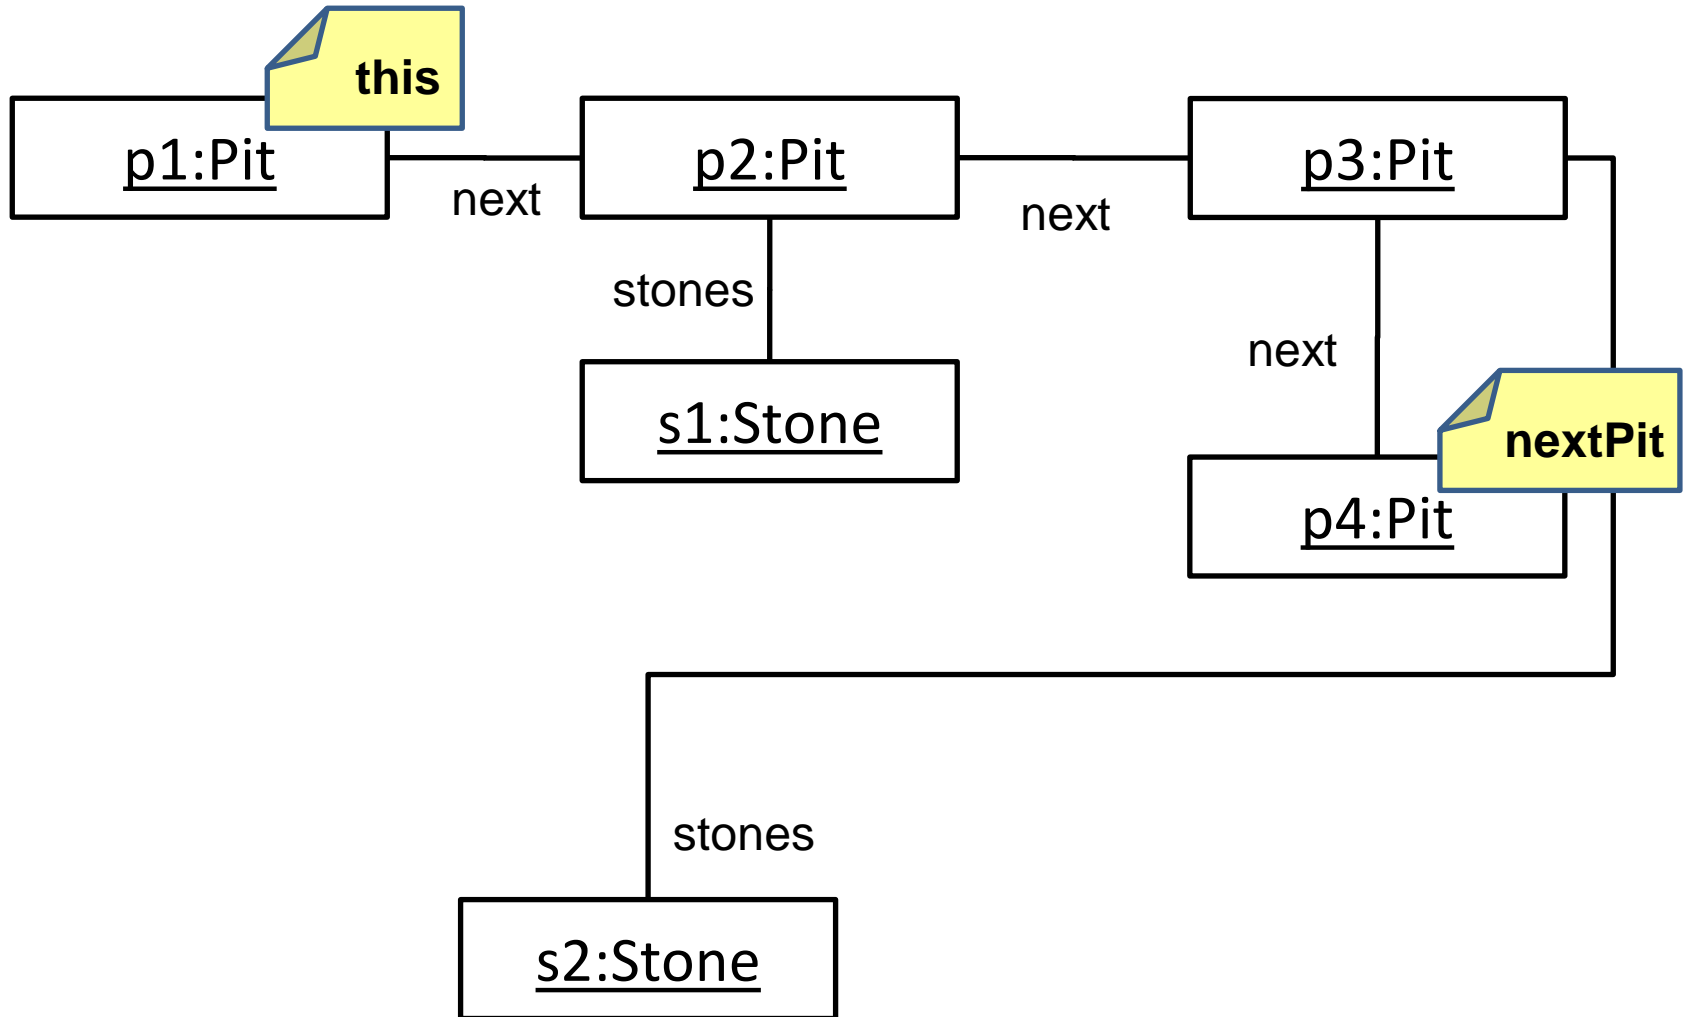 this
p1:Pit
p2:Pit
p3:Pit
next
next
stones
next
s1:Stone
nextPit
p4:Pit
stones
s2:Stone